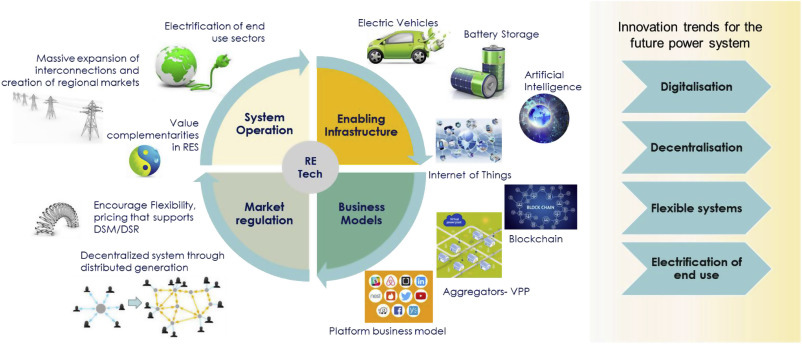 Electrification of end
use sectors
Massive expansion of
interconnections and
creation of regional markets
Value
complementarities
in RES
Encourage Flexibility,
pricing that supports
DSM/DSR
Decentralized system through
distributed generation
System
Operation
Enabling
Infrastructure
RE
Tech
Market
regulation
Business
Models
Electric Vehicles
Battery Storage
Artificial
Intelligence
Internet of Things
BLOCK CHAIN
Blockchain
Aggregators- VPP
Platform business model
Innovation trends for the
future power system
Digitalisation
Decentralisation
Flexible systems
Electrification of
end use